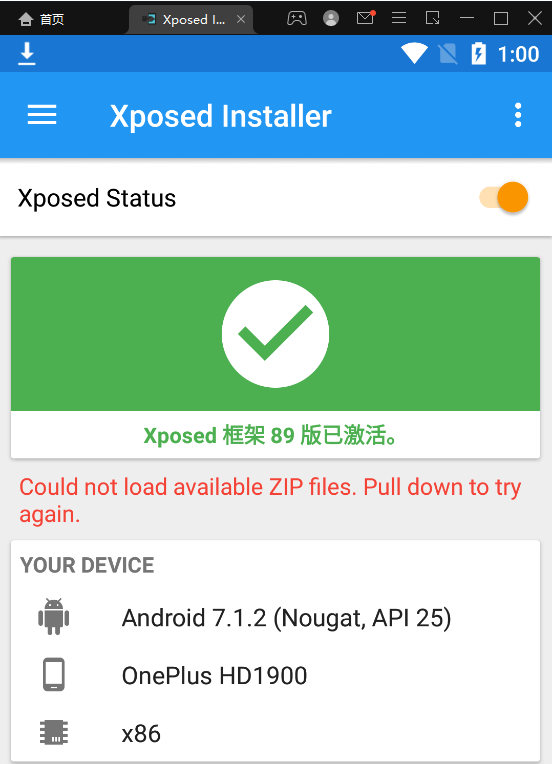 首页
Xposed I...
1:00
Xposed Installer
Xposed Status
Xposed 框架 89 版已激活。
Could not load available ZIP files. Pull down to try
again.
YOUR DEVICE
Android 7.1.2 (Nougat, API 25)
OnePlus HD1900
x86